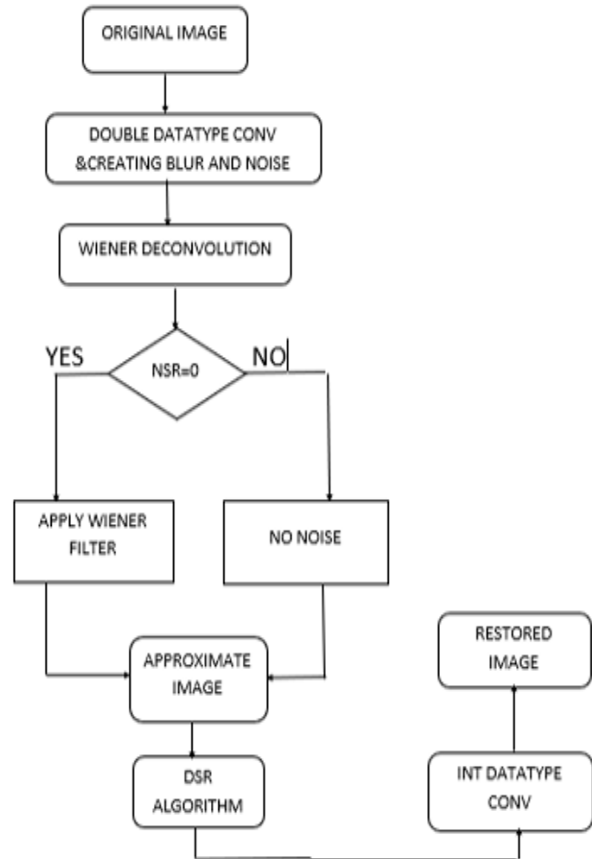 ORIGINAL IMAGE
DOUBLE DATATYPE CONV
&CREATING BLUR AND NOISE
WIENER DECONVOLUTION
YES
NSR=0
NO
APPLY WIENER
FILTER
NO NOISE
APPROXIMATE
IMAGE
DSR
ALGORITHM
INT DATATYPE
CONV
RESTORED
IMAGE